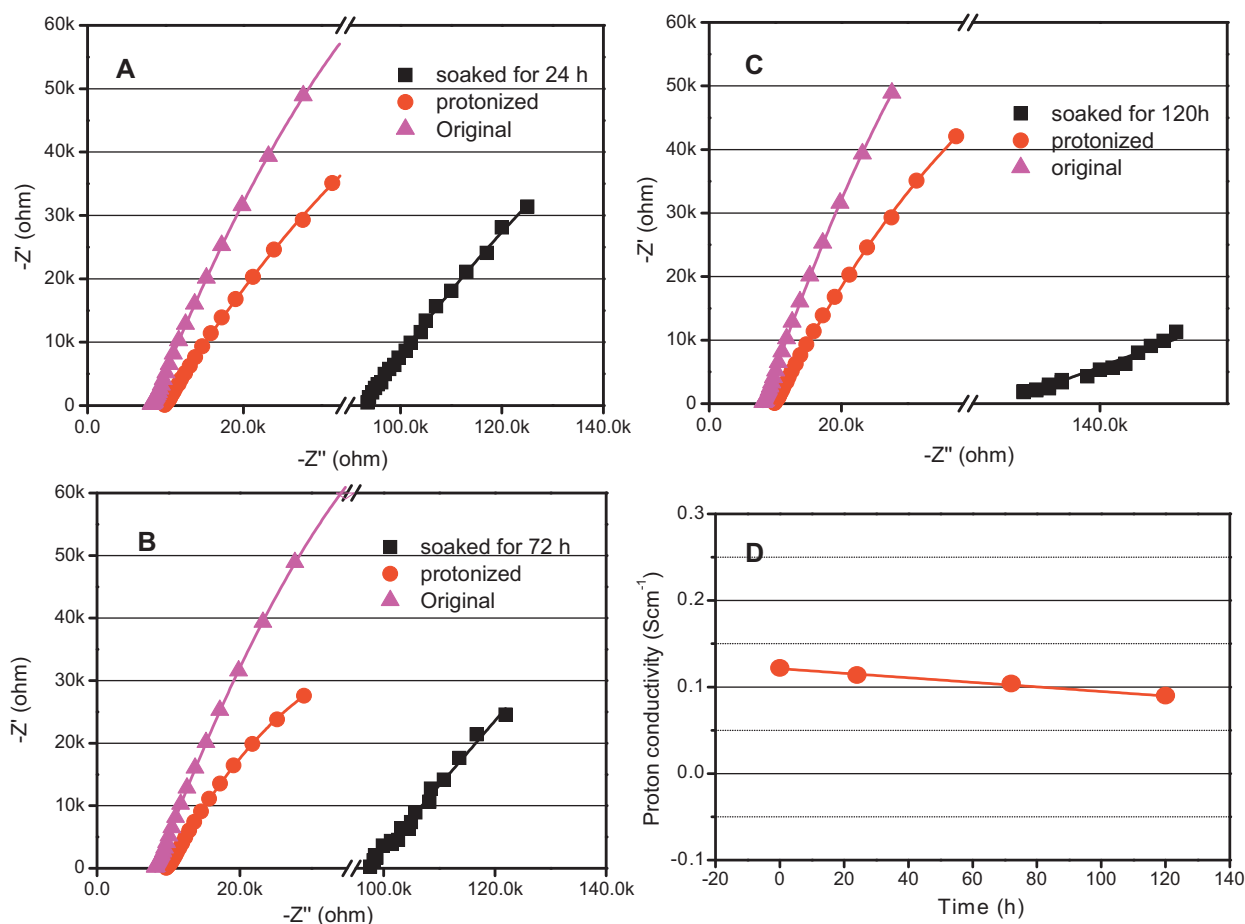 A
60k
50k
40k
30k
20k
10k
0
-Z' (ohm)
soaked for 24 h
protonized
Original
0.0
20.0k
100.0k
120.0k
140.0k
-Z" (ohm)
C
60k
50k
40k
30k
20k
10k
0
-Z' (ohm)
soaked for 120h
protonized
original
0.0
20.0k
140.0k
-Z" (ohm)
B
60k
50k
40k
30k
20k
10k
0
-Z' (ohm)
soaked for 72 h
protonized
Original
0.0
20.0k
100.0k
120.0k
140.0k
-Z" (ohm)
D
0.3
0.2
0.1
0.0
-0.1
Proton conductivity (Scm⁻¹)
-20
0
20
40
60
80
100
120
140
Time (h)